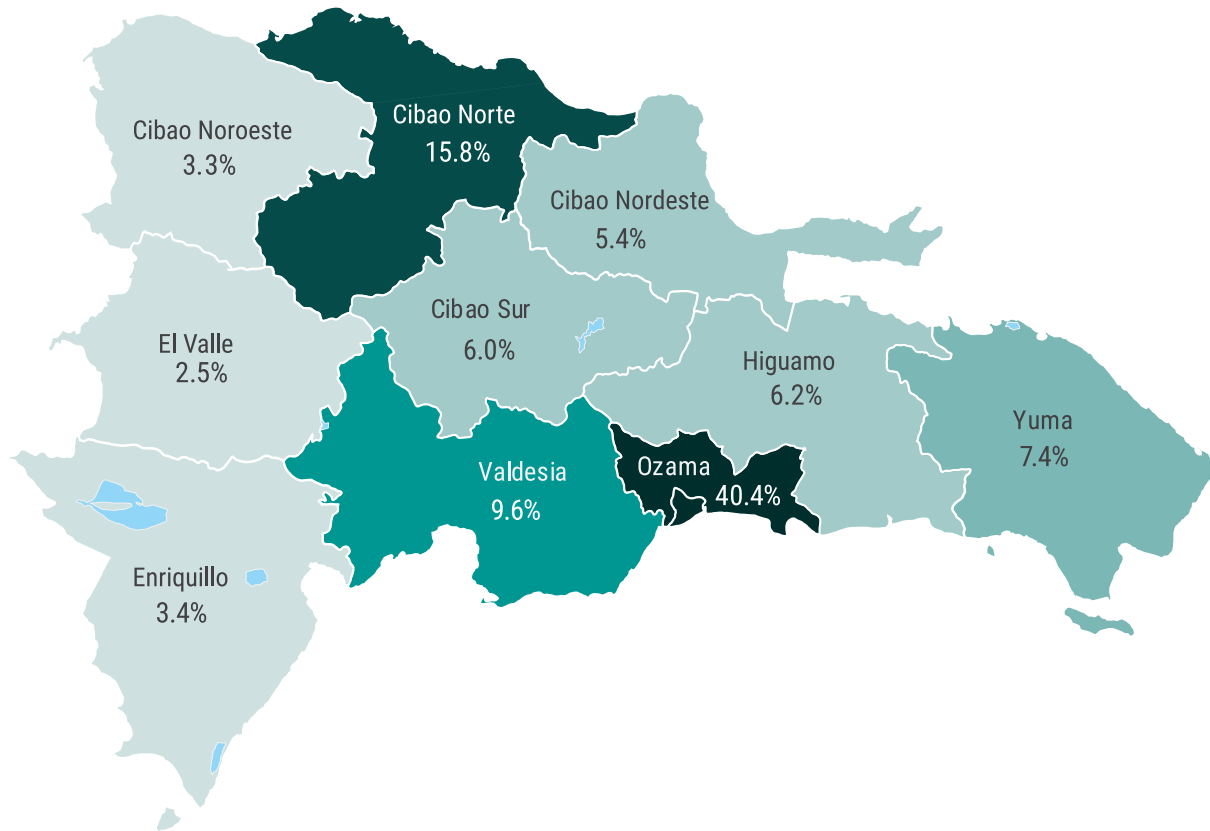 Cibao Norte
15.8%
Cibao Noroeste
3.3%
Cibao Nordeste
5.4%
Cibao Sur
6.0%
El Valle
2.5%
Higuamo
6.2%
Yuma
7.4%
Valdesia
9.6%
Ozama
40.4%
Enriquillo
3.4%